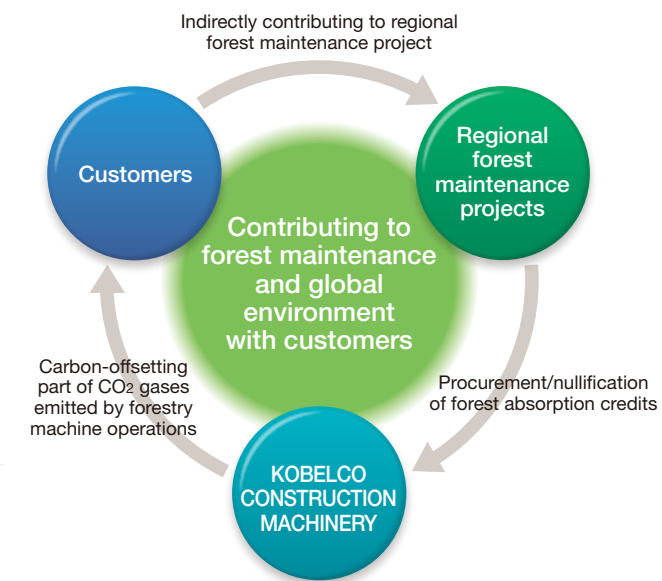 Indirectly contributing to regional
forest maintenance project
Customers
Regional
forest
maintenance
projects
Contributing to
forest maintenance
and global
environment
with customers
Carbon-offsetting
part of CO2 gases
emitted by forestry
machine operations
Procurement/nullification
of forest absorption credits
KOBELCO
CONSTRUCTION
MACHINERY